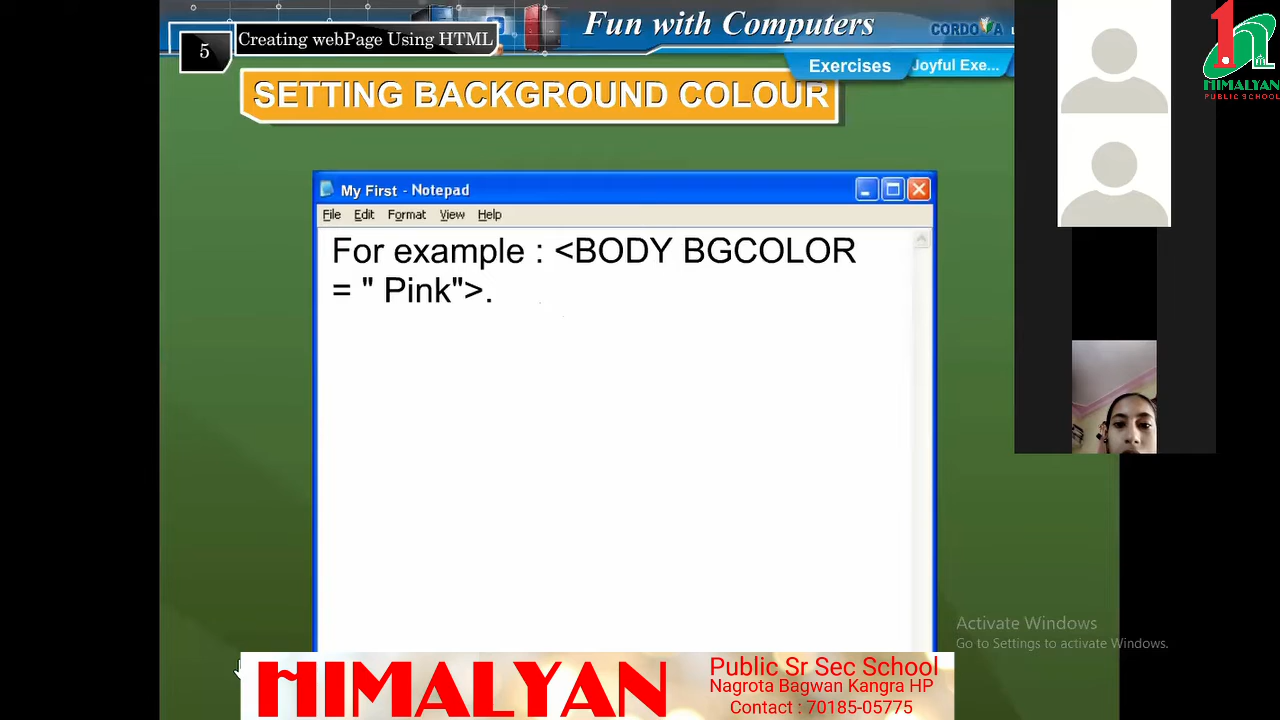 Fun with Computers
CORDOVA
5
Creating webPage Using HTML
Exercises
Joyful Exe...
SETTING BACKGROUND COLOUR
My First - Notepad
File Edit Format View Help
For example : <BODY BGCOLOR
= " Pink">.
HIMALYAN
PUBLIC SCHOOL
Activate Windows
Go to Settings to activate Windows.
HIMALYAN
Public Sr Sec School
Nagrota Bagwan Kangra HP
Contact : 70185-05775